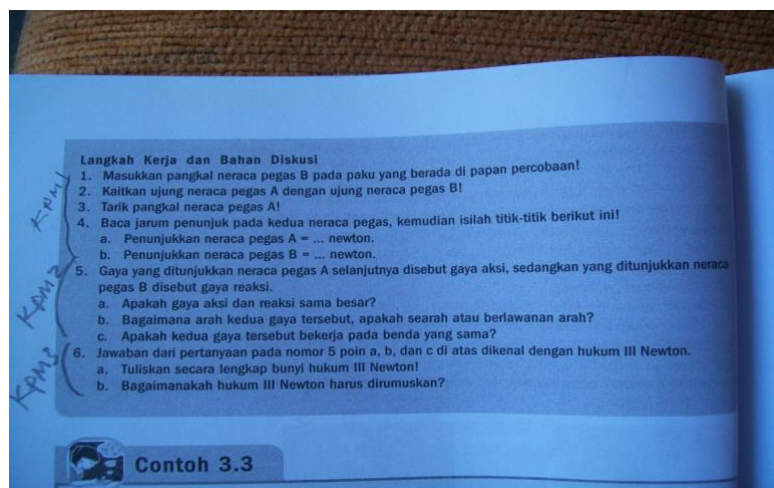 Langkah Kerja dan Bahan Diskusi
1. Masukkan pangkal neraca pegas B pada paku yang berada di papan percobaan!
2. Kaitkan ujung neraca pegas A dengan ujung neraca pegas B!
3. Tarik pangkal neraca pegas A!
4. Baca jarum penunjuk pada kedua neraca pegas, kemudian isilah titik-titik berikut ini!
a. Penunjukkan neraca pegas A = ... newton.
b. Penunjukkan neraca pegas B = ... newton.
5. Gaya yang ditunjukkan neraca pegas A selanjutnya disebut gaya aksi, sedangkan yang ditunjukkan neraca
pegas B disebut gaya reaksi.
a. Apakah gaya aksi dan reaksi sama besar?
b. Bagaimana arah kedua gaya tersebut, apakah searah atau berlawanan arah?
c. Apakah kedua gaya tersebut bekerja pada benda yang sama?
6. Jawaban dari pertanyaan pada nomor 5 poin a, b, dan c di atas dikenal dengan hukum III Newton.
a. Tuliskan secara lengkap bunyi hukum III Newton!
b. Bagaimanakah hukum III Newton harus dirumuskan?
KPM1
KPM2
KPM3
Contoh 3.3